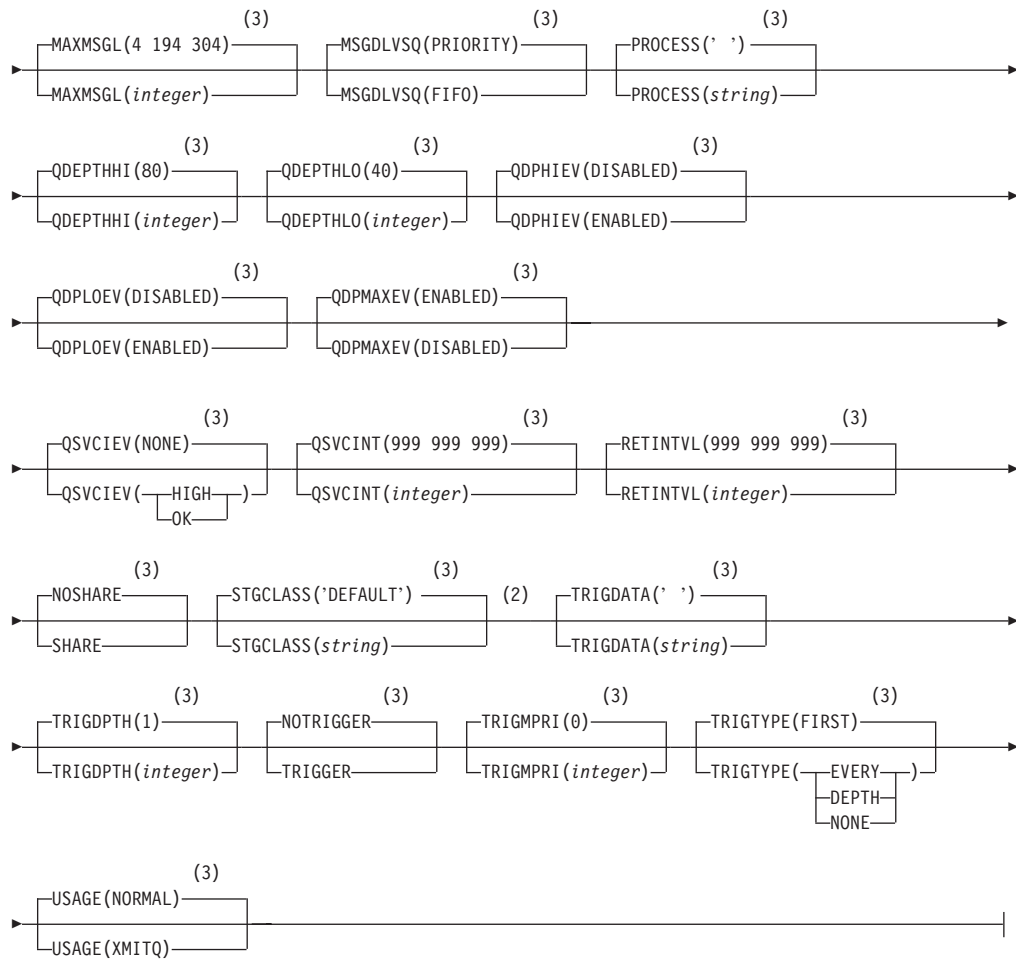 (3) (3) (3)
MAXMSGL(4 194 304) MSGDLVSQ(PRIORITY) PROCESS(' ')
MAXMSGL(integer) MSGDLVSQ(FIFO) PROCESS(string)
(3) (3) (3)
QDEPTHHI(80) QDEPTHLO(40) QDPHIEV(DISABLED)
QDEPTHHI(integer) QDEPTHLO(integer) QDPHIEV(ENABLED)
(3) (3)
QDPLOEV(DISABLED) QDPMAXEV(ENABLED)
QDPLOEV(ENABLED) QDPMAXEV(DISABLED)
(3) (3) (3)
QSVCIEV(NONE) QSVCINT(999 999 999) RETINTVL(999 999 999)
QSVCIEV( HIGH ) QSVCINT(integer) RETINTVL(integer)
OK
(3) (3) (3)
NOSHARE STGCLASS('DEFAULT') (2) TRIGDATA(' ')
SHARE STGCLASS(string) TRIGDATA(string)
(3) (3) (3) (3)
TRIGDPTH(1) NOTRIGGER TRIGMPRI(0) TRIGTYPE(FIRST)
TRIGDPTH(integer) TRIGGER TRIGMPRI(integer) TRIGTYPE( EVERY )
DEPTH
NONE
(3)
USAGE(NORMAL)
USAGE(XMITQ)